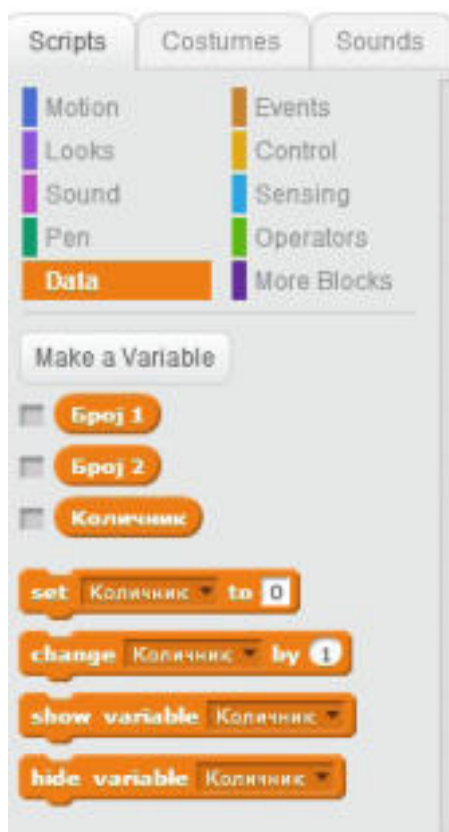 Scripts Costumes Sounds
Motion Events
Looks Control
Sound Sensing
Pen Operators
Data More Blocks
Make a Variable
Број 1
Број 2
Количник
set Количник to 0
change Количник by 1
show variable Количник
hide variable Количник